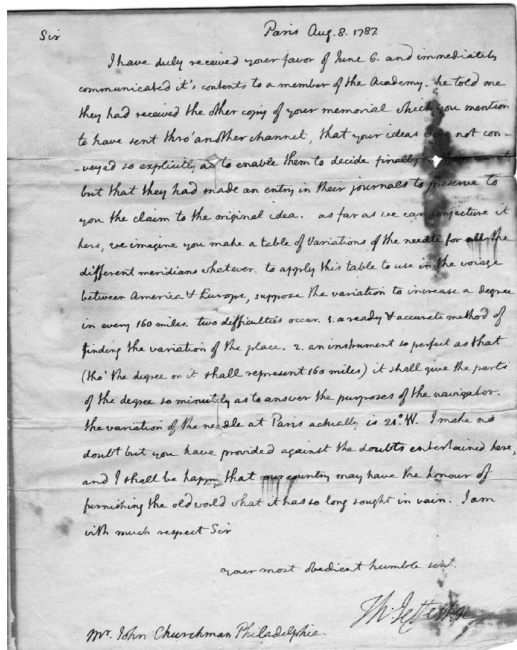 Sir Paris Aug. 8. 1787
I have duly received your favor of June 6. and immediately
communicated it's contents to a member of the Academy. he told me
they had received the other copy of your memorial which you mention
to have sent thro' another channel, that your ideas not con-
-veyed so explicitly as to enable them to decide finally
but that they had made an entry in their journals to preserve to
you the claim to the original idea. as far as we can conjecture it
here, we imagine you make a table of variations of the needle for all the
different meridians whatever. to apply this table to use in the voiage
between America & Europe, suppose the variation to increase a degree
in every 160 miles. two difficulties occur. 1. a ready & accurate method of
finding the variation of the place. 2. an instrument so perfect as that
(tho' the degree on it shall represent 160 miles) it shall give the parts
of the degree so minutely as to answer the purposes of the navigator.
the variation of the needle at Paris actually is 21.° W. I make no
doubt but you have provided against the doubts entertained here,
and I shall be happy that our country may have the honour of
furnishing the old world what it has so long sought in vain. I am
with much respect Sir
your most obedient humble servt.
Th: Jefferson
Mr. John Churchman Philadelphia.